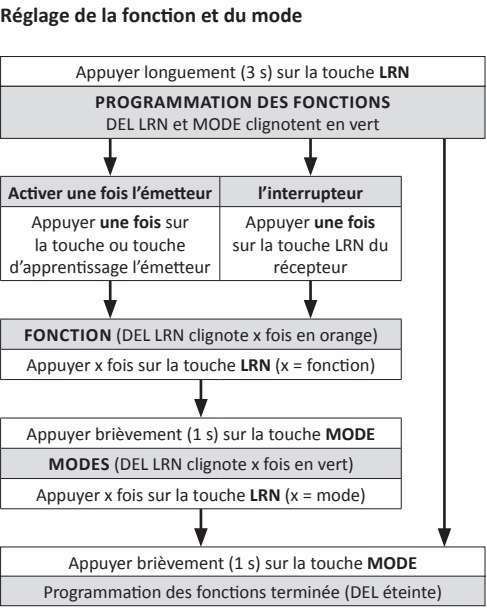 Réglage de la fonction et du mode
Appuyer longuement (3 s) sur la touche LRN
PROGRAMMATION DES FONCTIONS
DEL LRN et MODE clignotent en vert
Activer une fois l'émetteur
Appuyer une fois sur
la touche ou touche
d'apprentissage l'émetteur
l'interrupteur
Appuyer une fois
sur la touche LRN du
récepteur
FONCTION (DEL LRN clignote x fois en orange)
Appuyer x fois sur la touche LRN (x = fonction)
Appuyer brièvement (1 s) sur la touche MODE
MODES (DEL LRN clignote x fois en vert)
Appuyer x fois sur la touche LRN (x = mode)
Appuyer brièvement (1 s) sur la touche MODE
Programmation des fonctions terminée (DEL éteinte)